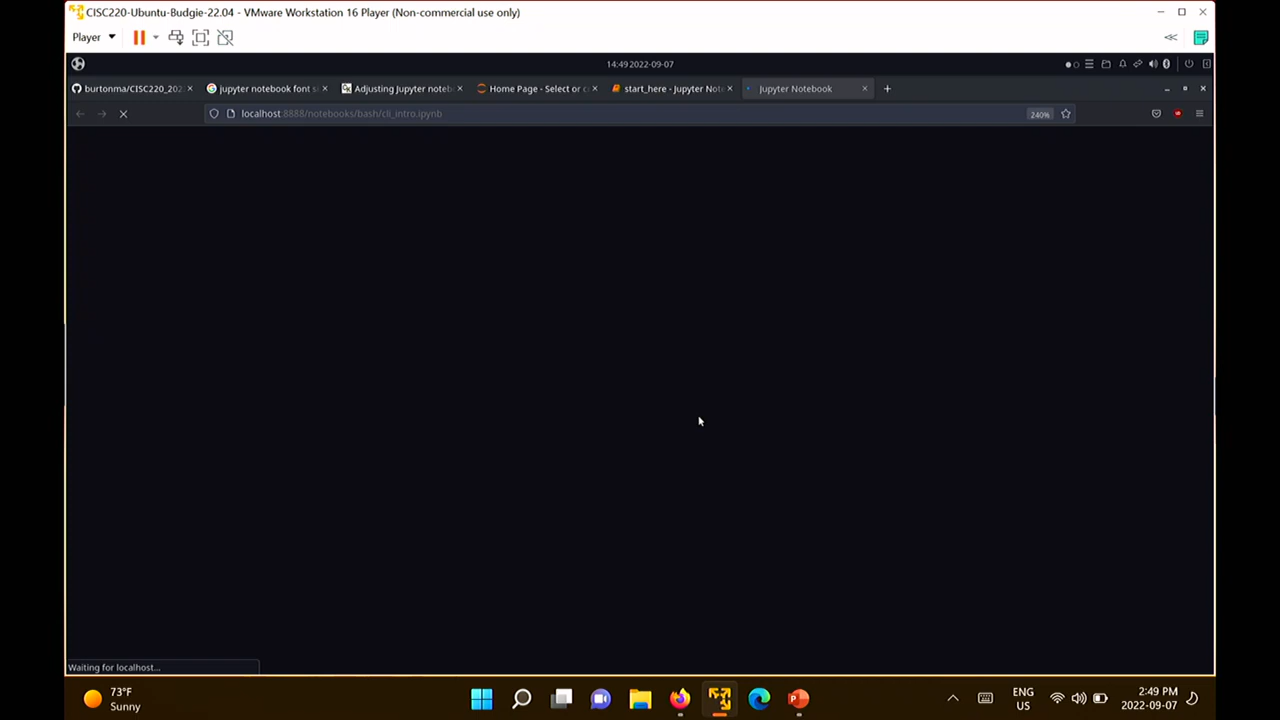 CISC220-Ubuntu-Budgie-22.04 - VMware Workstation 16 Player (Non-commercial use only)
Player
14:49 2022-09-07
burtonma/CISC220_202
jupyter notebook font s
Adjusting Jupyter noteb
Home Page - Select or c
start_here - Jupyter Not
Jupyter Notebook
localhost:8888/notebooks/bash/cli_intro.ipynb
240%
Waiting for localhost...
73°F
Sunny
ENG
US
2:49 PM
2022-09-07